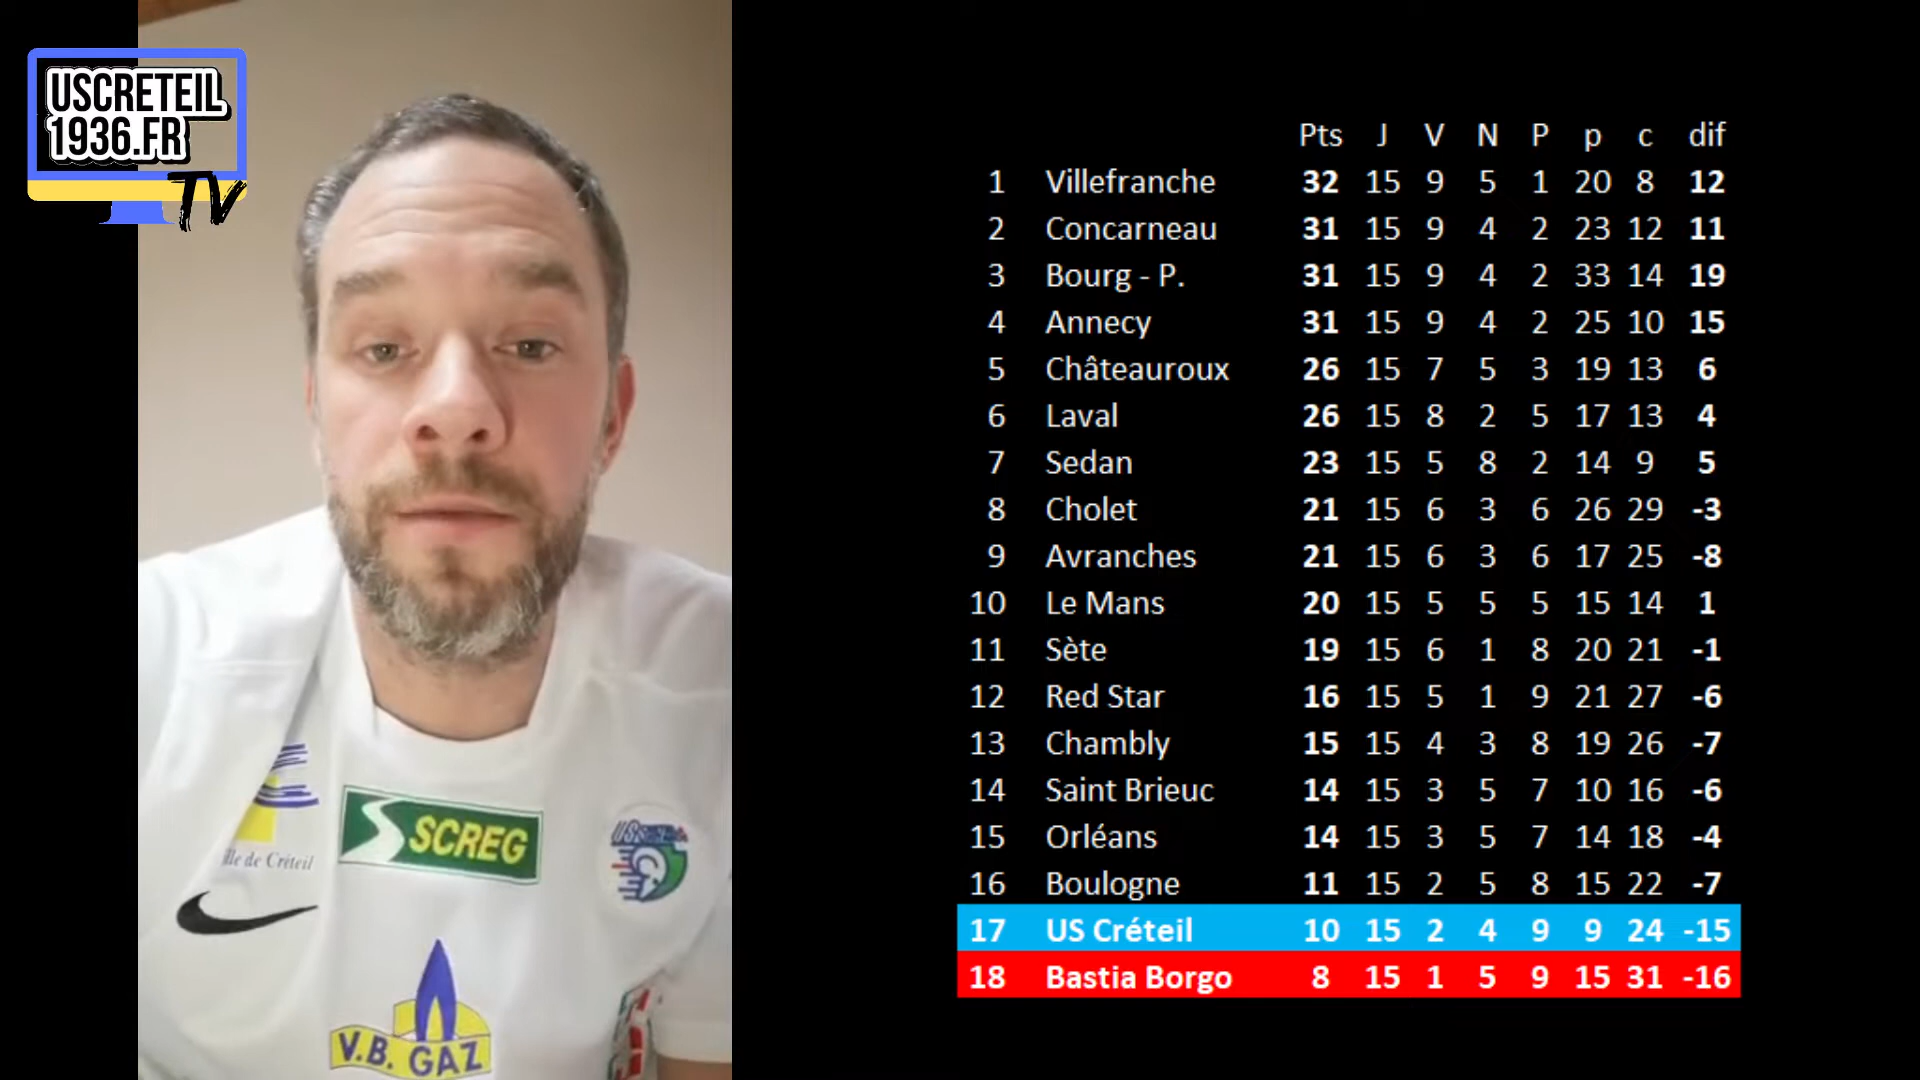 USCRETEIL
1936.FR
TV
Pts J V N P p c dif
1 Villefranche 32 15 9 5 1 20 8 12
2 Concarneau 31 15 9 4 2 23 12 11
3 Bourg - P. 31 15 9 4 2 33 14 19
4 Annecy 31 15 9 4 2 25 10 15
5 Châteauroux 26 15 7 5 3 19 13 6
6 Laval 26 15 8 2 5 17 13 4
7 Sedan 23 15 5 8 2 14 9 5
8 Cholet 21 15 6 3 6 26 29 -3
9 Avranches 21 15 6 3 6 17 25 -8
10 Le Mans 20 15 5 5 5 15 14 1
11 Sète 19 15 6 1 8 20 21 -1
12 Red Star 16 15 5 1 9 21 27 -6
13 Chambly 15 15 4 3 8 19 26 -7
14 Saint Brieuc 14 15 3 5 7 10 16 -6
15 Orléans 14 15 3 5 7 14 18 -4
16 Boulogne 11 15 2 5 8 15 22 -7
17 US Créteil 10 15 2 4 9 9 24 -15
18 Bastia Borgo 8 15 1 5 9 15 31 -16
SCREG
de Créteil
V.B. GAZ